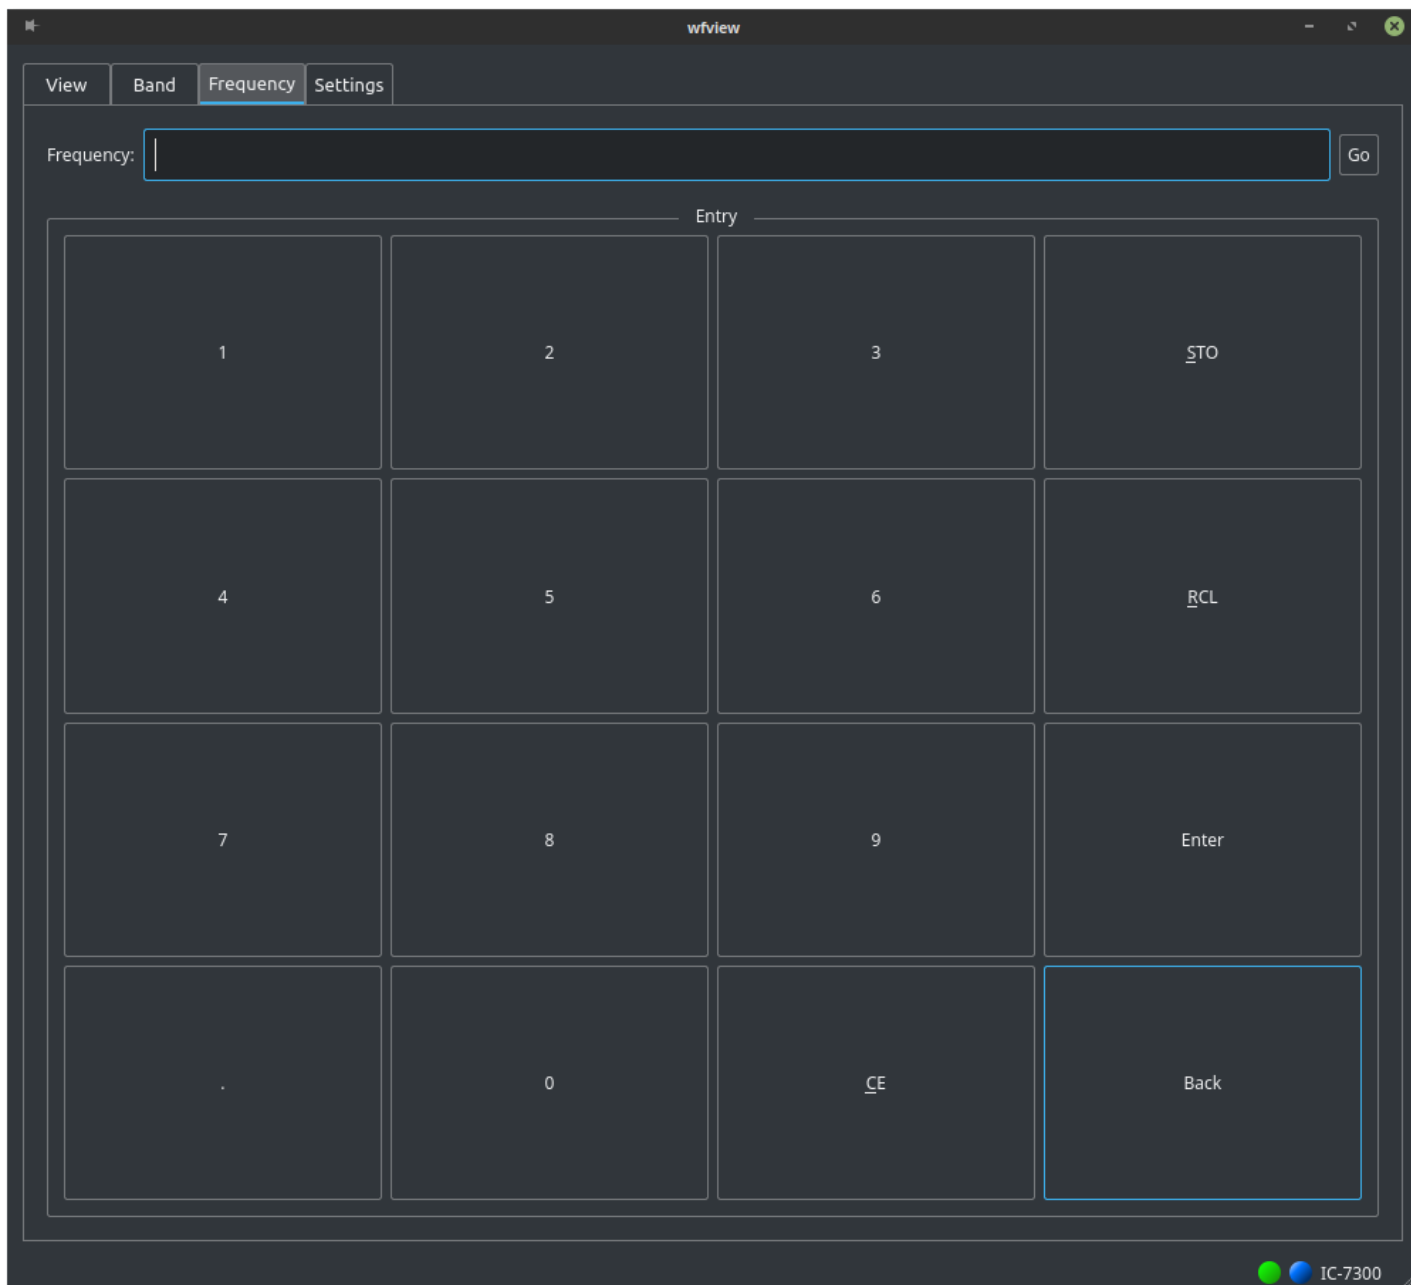 wfview
View Band Frequency Settings
Frequency: Go
Entry
1 2 3 STO
4 5 6 RCL
7 8 9 Enter
. 0 CE Back
IC-7300